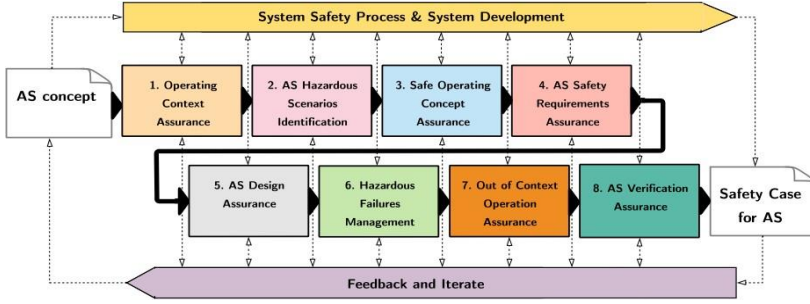 System Safety Process & System Development
AS concept
1. Operating
Context
Assurance
2. AS Hazardous
Scenarios
Identification
3. Safe Operating
Concept
Assurance
4. AS Safety
Requirements
Assurance
5. AS Design
Assurance
6. Hazardous
Failures
Management
7. Out of Context
Operation
Assurance
8. AS Verification
Assurance
Safety Case
for AS
Feedback and Iterate